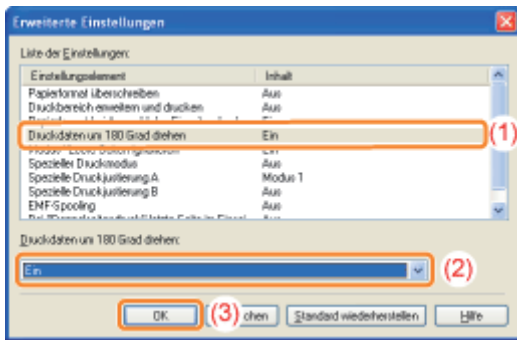 Erweiterte Einstellungen
Liste der Einstellungen:
Einstellungselement Inhalt
Papierformat überschreiben Aus
Druckbereich erweitern und drucken Aus
Druckdaten um 180 Grad drehen Ein
(1)
Spezieller Druckmodus Aus
Spezielle Druckjustierung A Modus 1
Spezielle Druckjustierung B Aus
EMF-Spooling Aus
Druckdaten um 180 Grad drehen:
Ein
(2)
OK (3) chen Standard wiederherstellen Hilfe